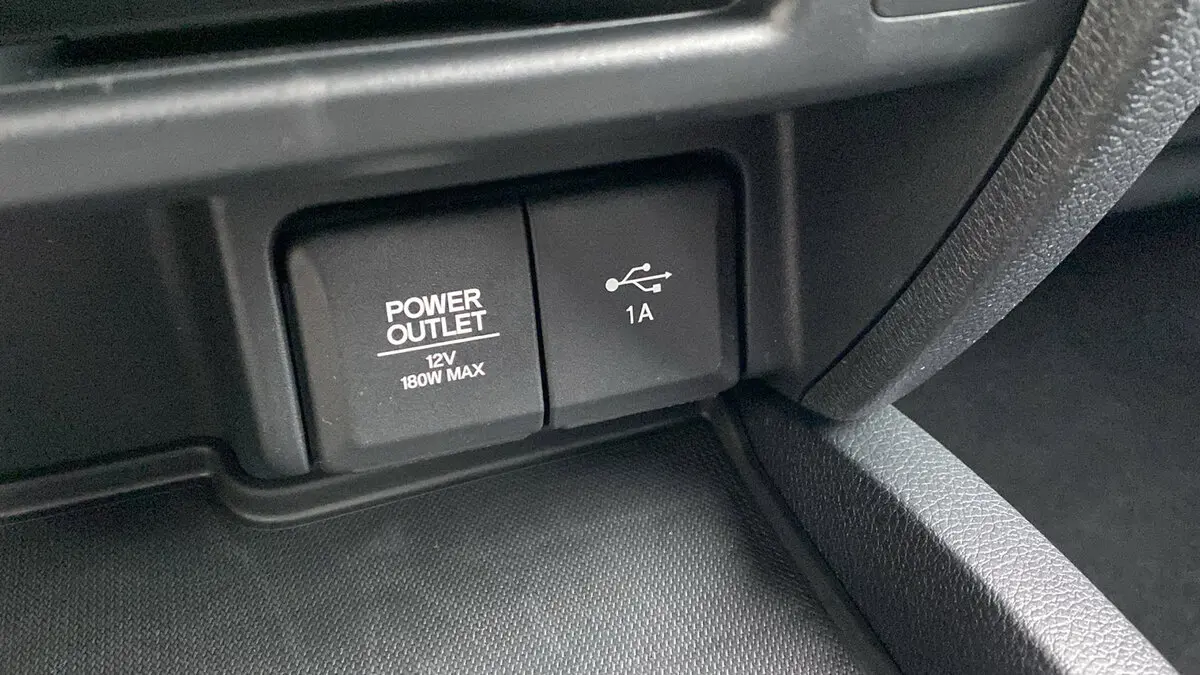 POWER
OUTLET
12V
180W MAX
1A